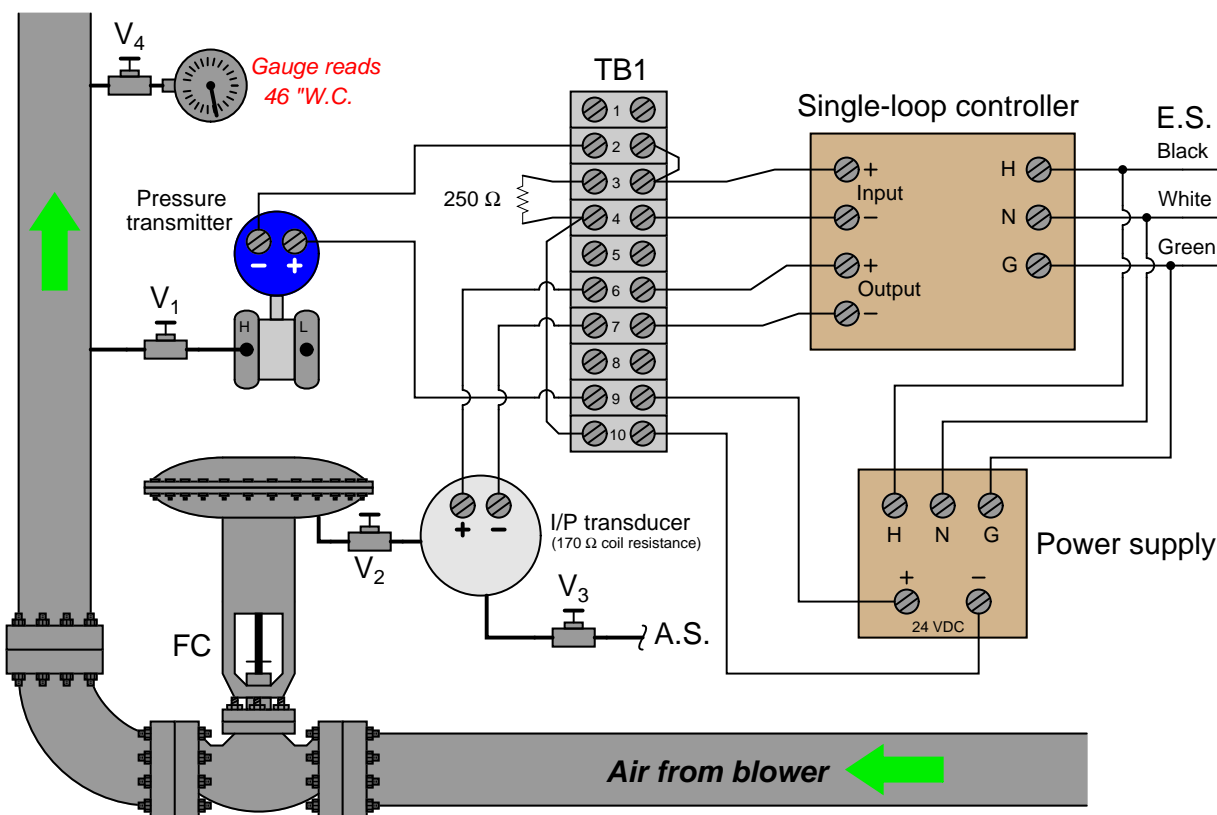 V4
Gauge reads
46 "W.C.
TB1
Single-loop controller
E.S.
Black
White
Green
1
2
3
4
5
6
7
8
9
10
250 Ω
+
Input
−
+
Output
−
H
N
G
Pressure
transmitter
− +
V1
H
L
V2
+ −
I/P transducer
(170 Ω coil resistance)
V3
A.S.
FC
H N G
Power supply
+ −
24 VDC
Air from blower